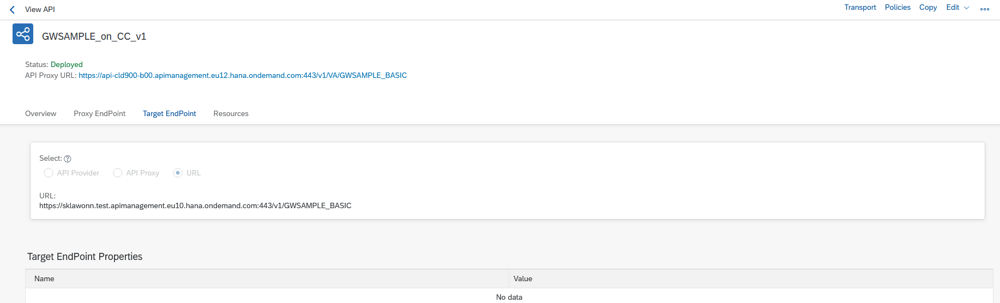 View API
Transport Policies Copy Edit
GWSAMPLE_on_CC_v1
Status: Deployed
API Proxy URL: https://api-cld900-b00.apimanagement.eu12.hana.ondemand.com:443/v1/VA/GWSAMPLE_BASIC
Overview Proxy EndPoint Target EndPoint Resources
Select: ?
API Provider API Proxy URL
URL:
https://sklawonn.test.apimanagement.eu10.hana.ondemand.com:443/v1/GWSAMPLE_BASIC
Target EndPoint Properties
Name Value
No data